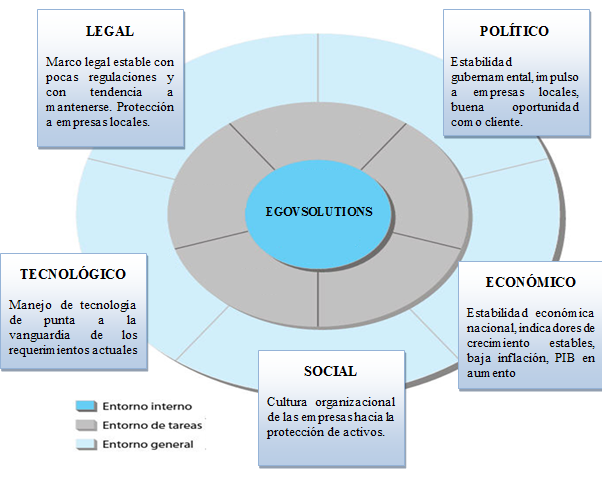 LEGAL
Marco legal estable con
pocas regulaciones y
con tendencia a
mantenerse. Protección
a empresas locales.
POLÍTICO
Estabilidad
gubernamental, impulso
a empresas locales,
buena oportunidad
como cliente.
EGOVSOLUTIONS
TECNOLÓGICO
Manejo de tecnología
de punta a la
vanguardia de los
requerimientos actuales
ECONÓMICO
Estabilidad económica
nacional, indicadores de
crecimiento estables,
baja inflación, PIB en
aumento
SOCIAL
Cultura organizacional
de las empresas hacia la
protección de activos.
Entorno interno
Entorno de tareas
Entorno general